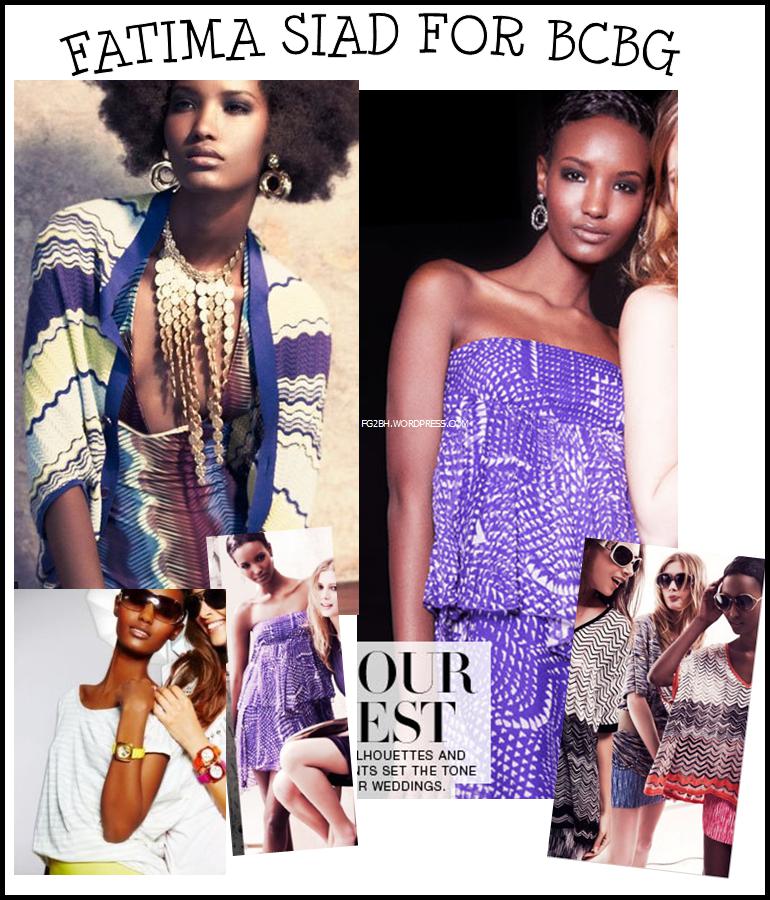 FATIMA SIAD FOR BCBG
FG2BH.WORDPRESS.COM
OUR
EST
LHOUETTES AND
NTS SET THE TONE
R WEDDINGS.